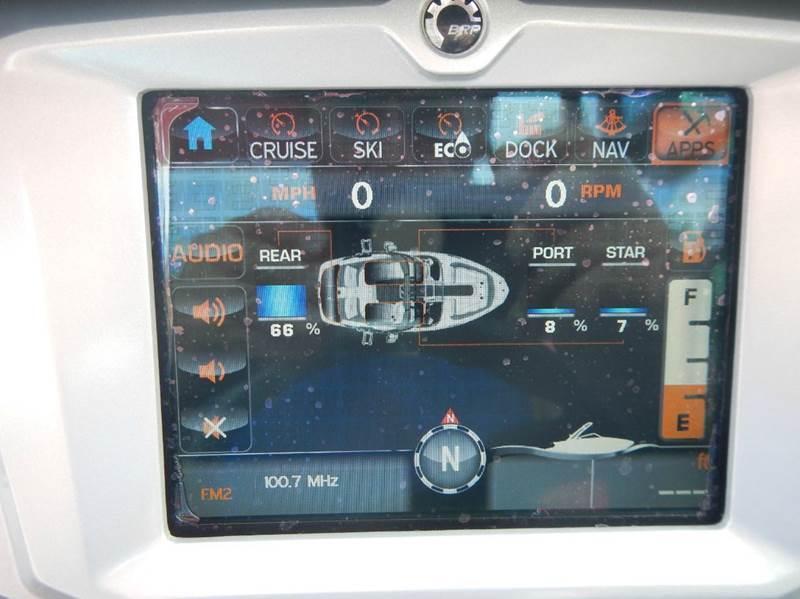 BRP
CRUISE SKI ECO DOCK NAV APPS
MPH 0 0 RPM
AUDIO REAR PORT STAR
F
66 % 8 % 7 %
E
N
N
100.7 MHz
FM2
---